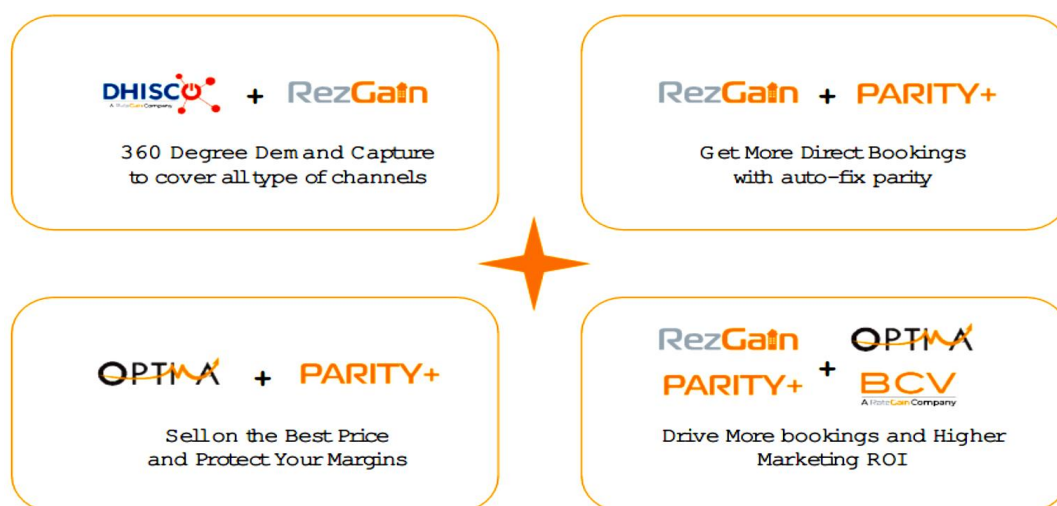 DHISCO + RezGain
A RateGain Company
360 Degree Demand Capture
to cover all type of channels
RezGain + PARITY+
Get More Direct Bookings
with auto-fix parity
OPTIMA + PARITY+
Sell on the Best Price
and Protect Your Margins
RezGain
PARITY+
+
OPTIMA
BCV
A RateGain Company
Drive More bookings and Higher
Marketing ROI